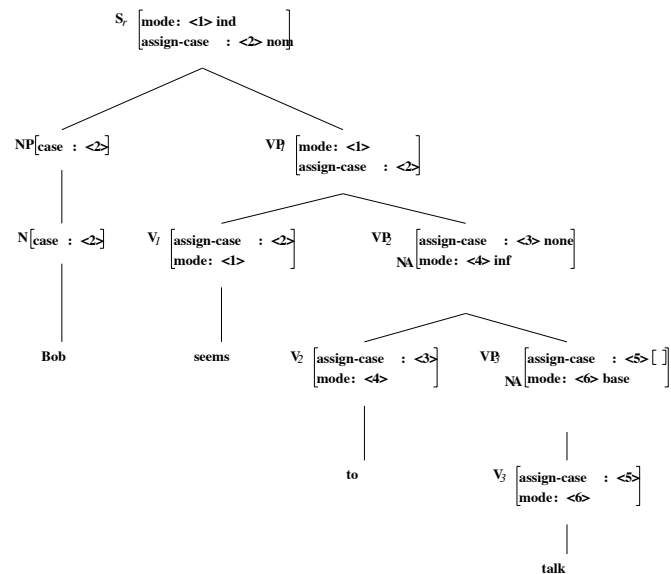 S_r [mode: <1> ind
assign-case : <2> nom]
NP [case : <2>] VP_1 [mode: <1>
assign-case : <2>]
N [case : <2>] V_1 [assign-case : <2> VP_2 [assign-case : <3> none
mode: <1>] NA mode: <4> inf]
Bob seems V_2 [assign-case : <3> VP_3 [assign-case : <5> [ ]
mode: <4>] NA mode: <6> base]
to V_3 [assign-case : <5>
mode: <6>]
talk